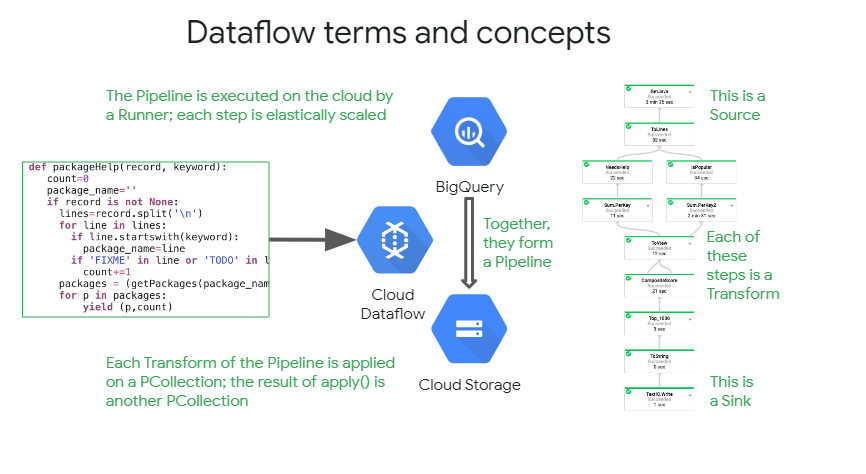 Dataflow terms and concepts
The Pipeline is executed on the cloud by
a Runner; each step is elastically scaled
def packageHelp(record, keyword):
count=0
package_name=''
if record is not None:
lines=record.split('\n')
for line in lines:
if line.startswith(keyword):
package_name=line
if 'FIXME' in line or 'TODO' in l
count+=1
packages = (getPackages(package_nam
for p in packages:
yield (p,count)
Cloud
Dataflow
BigQuery
Together,
they form
a Pipeline
Cloud Storage
Each Transform of the Pipeline is applied
on a PCollection; the result of apply() is
another PCollection
GetJava
Succeeded
3 min 35 sec
This is a
Source
ToLines
Succeeded
52 sec
NeedsHelp
Succeeded
22 sec
IsPopular
Succeeded
54 sec
Sum.PerKey
Succeeded
11 sec
Sum.PerKey2
Succeeded
2 min 31 sec
ToView
Succeeded
12 sec
Each of
these
steps is a
Transform
CompositeScore
Succeeded
21 sec
Top_1000
Succeeded
3 sec
ToString
Succeeded
0 sec
TextIO.Write
Succeeded
1 sec
This is
a Sink